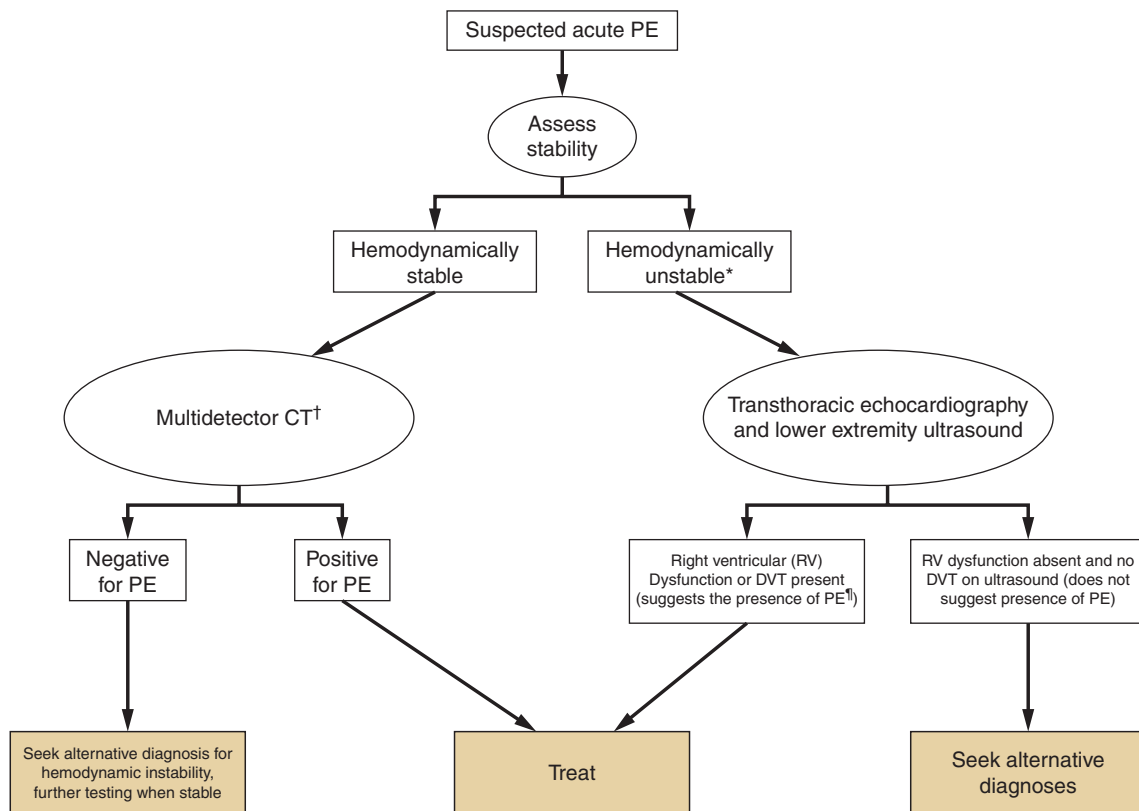 Suspected acute PE
Assess
stability
Hemodynamically
stable
Hemodynamically
unstable*
Multidetector CT†
Transthoracic echocardiography
and lower extremity ultrasound
Negative
for PE
Positive
for PE
Right ventricular (RV)
Dysfunction or DVT present
(suggests the presence of PE¶)
RV dysfunction absent and no
DVT on ultrasound (does not
suggest presence of PE)
Seek alternative diagnosis for
hemodynamic instability,
further testing when stable
Treat
Seek alternative
diagnoses